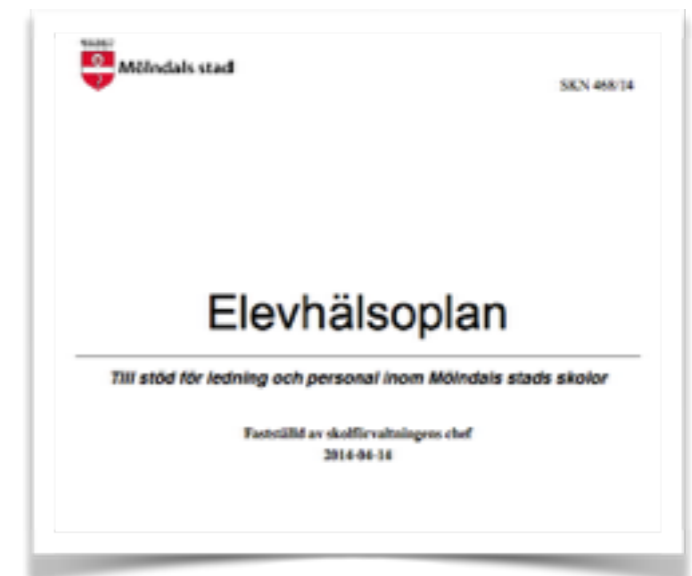 Mölndals stad
SKN 468/14
Elevhälsoplan
Till stöd för ledning och personal inom Mölndals stads skolor
Fastställd av skolförvaltningens chef
2014-04-14